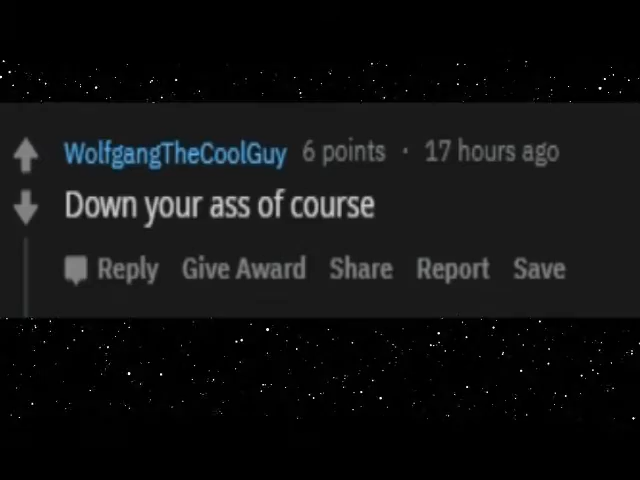 WolfgangTheCoolGuy 6 points · 17 hours ago
Down your ass of course
Reply Give Award Share Report Save